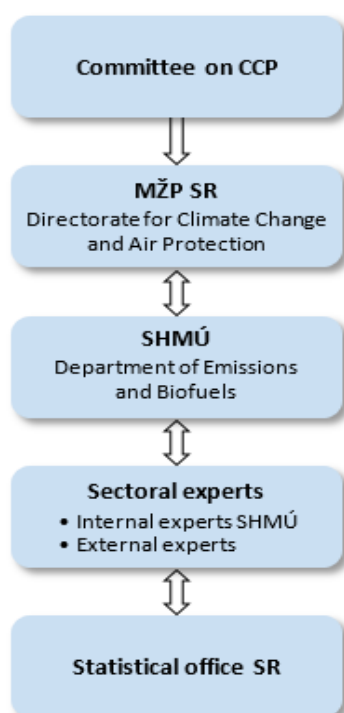 Committee on CCP
MŽP SR
Directorate for Climate Change
and Air Protection
SHMÚ
Department of Emissions
and Biofuels
Sectoral experts
• Internal experts SHMÚ
• External experts
Statistical office SR